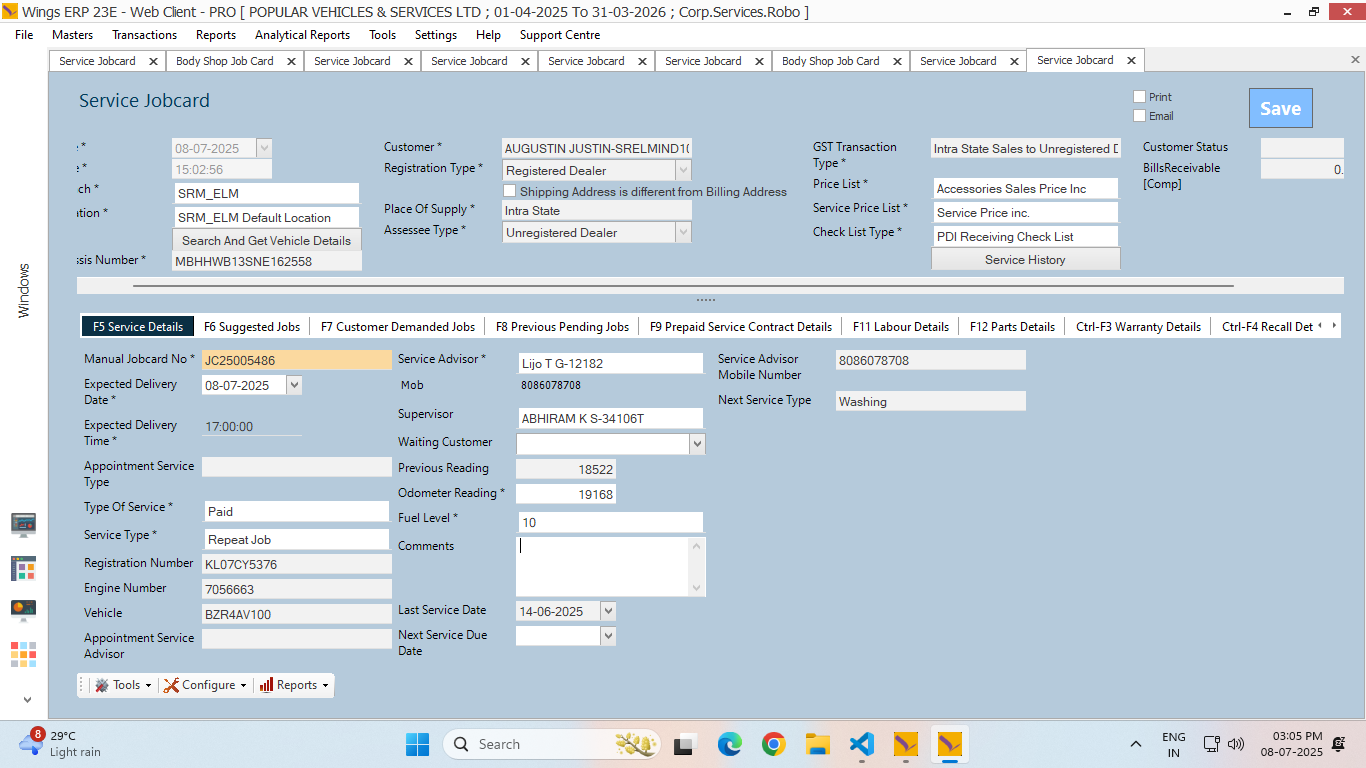 Wings ERP 23E - Web Client - PRO [ POPULAR VEHICLES & SERVICES LTD ; 01-04-2025 To 31-03-2026 ; Corp.Services.Robo ]
File Masters Transactions Reports Analytical Reports Tools Settings Help Support Centre
Service Jobcard Body Shop Job Card Service Jobcard Service Jobcard Service Jobcard Service Jobcard Body Shop Job Card Service Jobcard Service Jobcard
Service Jobcard
Print
Email
Save
* 08-07-2025
* 15:02:56
ch * SRM_ELM
ation * SRM_ELM Default Location
Search And Get Vehicle Details
sis Number * MBHHWB13SNE162558
Customer * AUGUSTIN JUSTIN-SRELMIND10
Registration Type * Registered Dealer
Shipping Address is different from Billing Address
Place Of Supply * Intra State
Assessee Type * Unregistered Dealer
GST Transaction Type * Intra State Sales to Unregistered D
Price List * Accessories Sales Price Inc
Service Price List * Service Price inc.
Check List Type * PDI Receiving Check List
Service History
Customer Status
BillsReceivable [Comp] 0.
Windows
F5 Service Details F6 Suggested Jobs F7 Customer Demanded Jobs F8 Previous Pending Jobs F9 Prepaid Service Contract Details F11 Labour Details F12 Parts Details Ctrl-F3 Warranty Details Ctrl-F4 Recall Det
Manual Jobcard No * JC25005486
Expected Delivery Date * 08-07-2025
Expected Delivery Time * 17:00:00
Appointment Service Type
Type Of Service * Paid
Service Type * Repeat Job
Registration Number KL07CY5376
Engine Number 7056663
Vehicle BZR4AV100
Appointment Service Advisor
Service Advisor * Lijo T G-12182
Mob 8086078708
Supervisor ABHIRAM K S-34106T
Waiting Customer
Previous Reading 18522
Odometer Reading * 19168
Fuel Level * 10
Comments
Last Service Date 14-06-2025
Next Service Due Date
Service Advisor Mobile Number 8086078708
Next Service Type Washing
Tools Configure Reports
8
29°C
Light rain
Search
ENG
IN
03:05 PM
08-07-2025